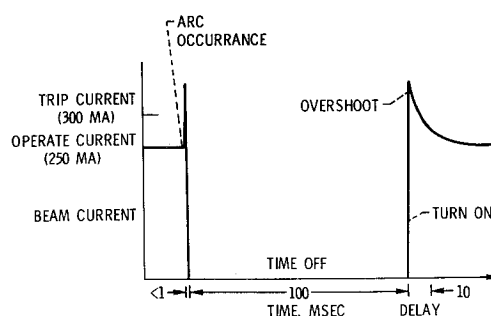 ARC
OCCURRANCE
TRIP CURRENT
(300 MA)
OVERSHOOT
OPERATE CURRENT
(250 MA)
BEAM CURRENT
TURN ON
TIME OFF
<1
100
10
TIME, MSEC
DELAY